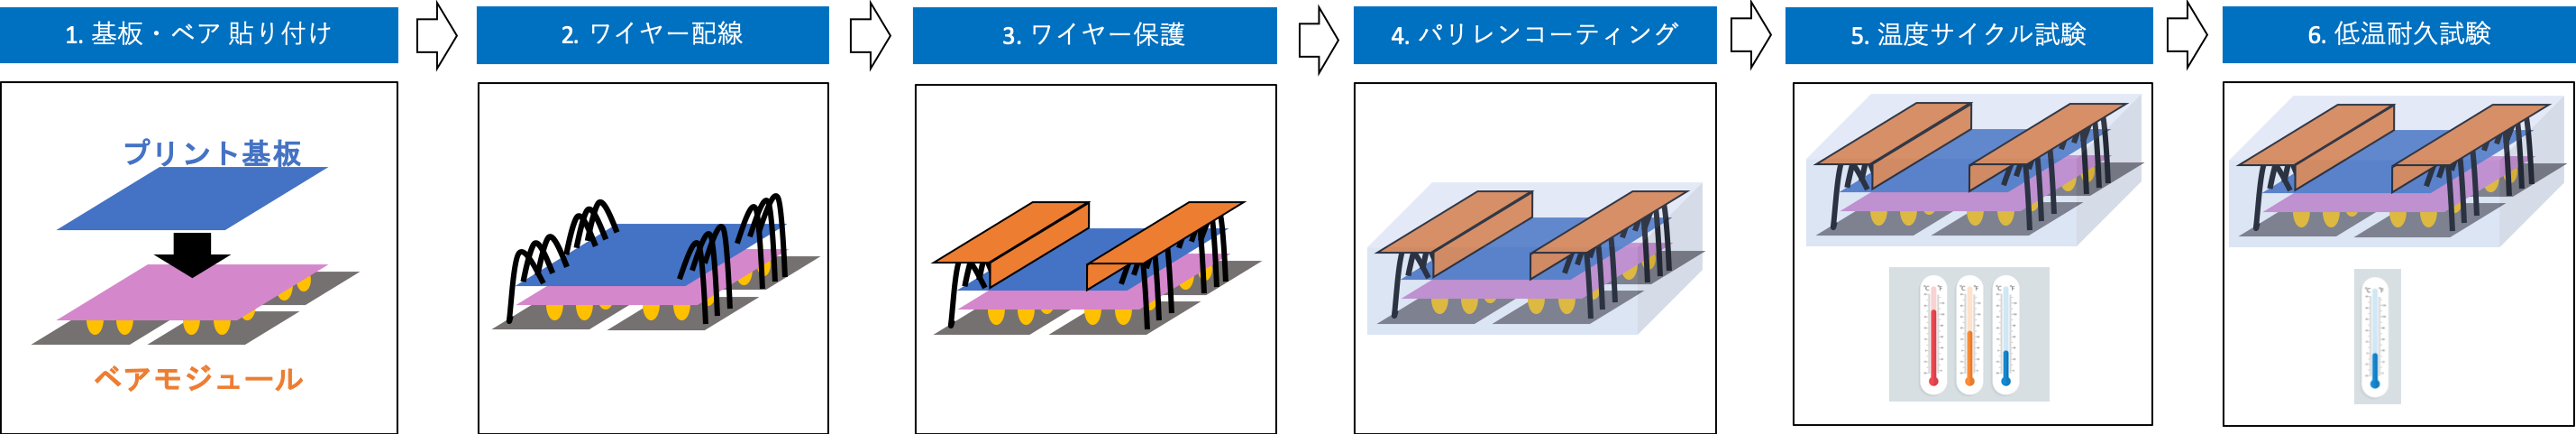 1. 基板・ベア 貼り付け
2. ワイヤー配線
3. ワイヤー保護
4. パリレンコーティング
5. 温度サイクル試験
6. 低温耐久試験
プリント基板
ベアモジュール